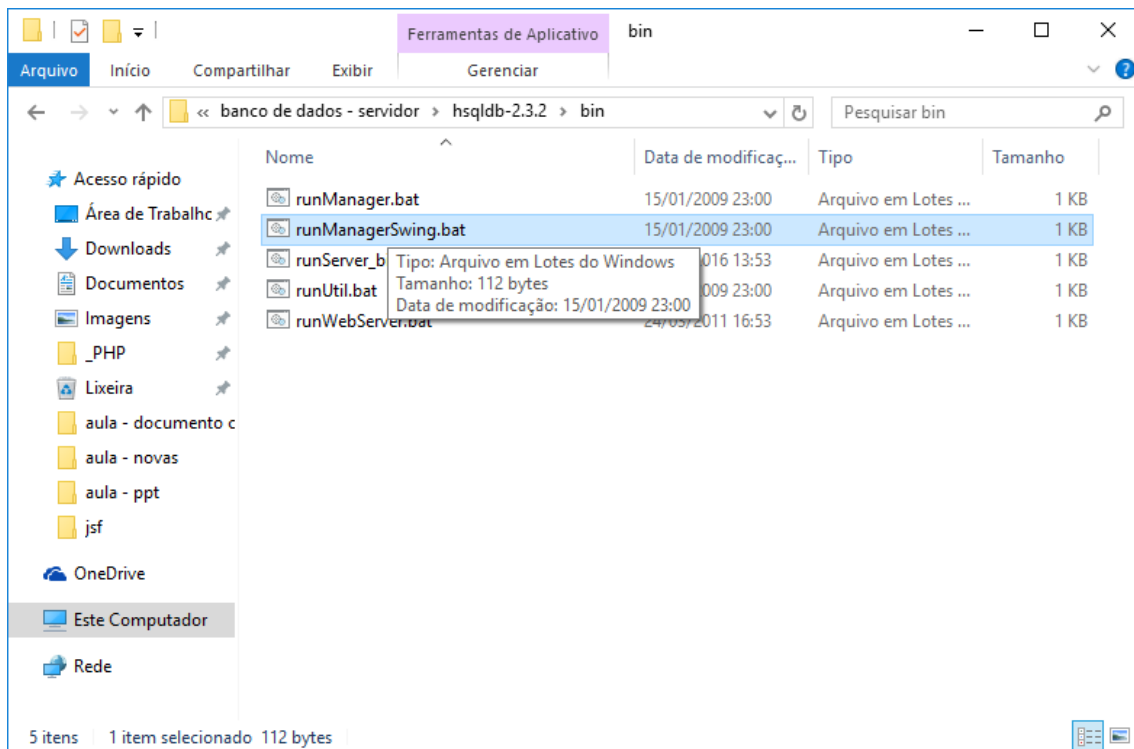 Ferramentas de Aplicativo bin
Arquivo Início Compartilhar Exibir Gerenciar
« banco de dados - servidor > hsqldb-2.3.2 > bin Pesquisar bin
Nome Data de modificaç... Tipo Tamanho
Acesso rápido
runManager.bat 15/01/2009 23:00 Arquivo em Lotes ... 1 KB
Área de Trabalho
runManagerSwing.bat 15/01/2009 23:00 Arquivo em Lotes ... 1 KB
Downloads
runServer_b 016 13:53 Arquivo em Lotes ... 1 KB
Tipo: Arquivo em Lotes do Windows
Documentos
runUtil.bat 009 23:00 Arquivo em Lotes ... 1 KB
Tamanho: 112 bytes
Data de modificação: 15/01/2009 23:00
Imagens
runWebServer.bat 2011 16:53 Arquivo em Lotes ... 1 KB
_PHP
Lixeira
aula - documento c
aula - novas
aula - ppt
jsf
OneDrive
Este Computador
Rede
5 itens 1 item selecionado 112 bytes